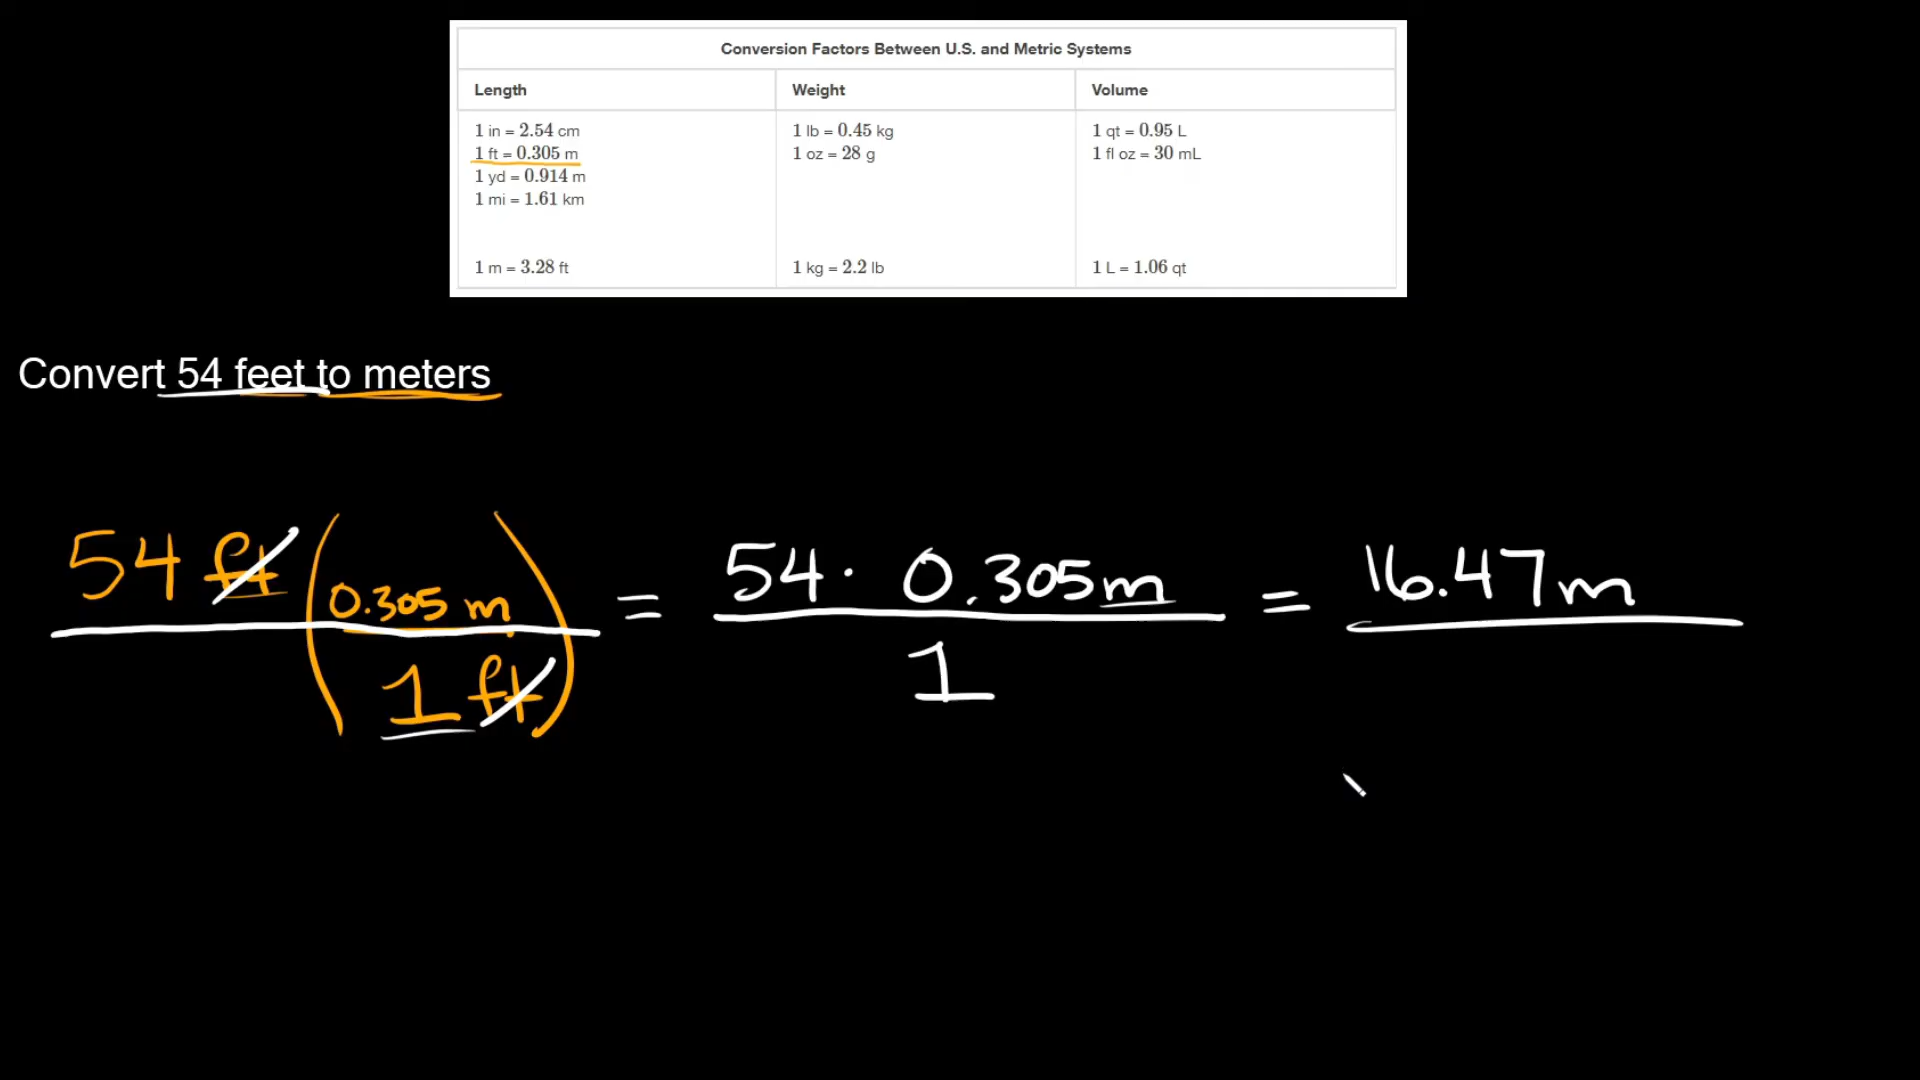 Conversion Factors Between U.S. and Metric Systems
Length Weight Volume
1 in = 2.54 cm 1 lb = 0.45 kg 1 qt = 0.95 L
1 ft = 0.305 m 1 oz = 28 g 1 fl oz = 30 mL
1 yd = 0.914 m
1 mi = 1.61 km
1 m = 3.28 ft 1 kg = 2.2 lb 1 L = 1.06 qt
Convert 54 feet to meters
54 ft (0.305 m = 54 · 0.305 m = 16.47 m
1 ft) 1